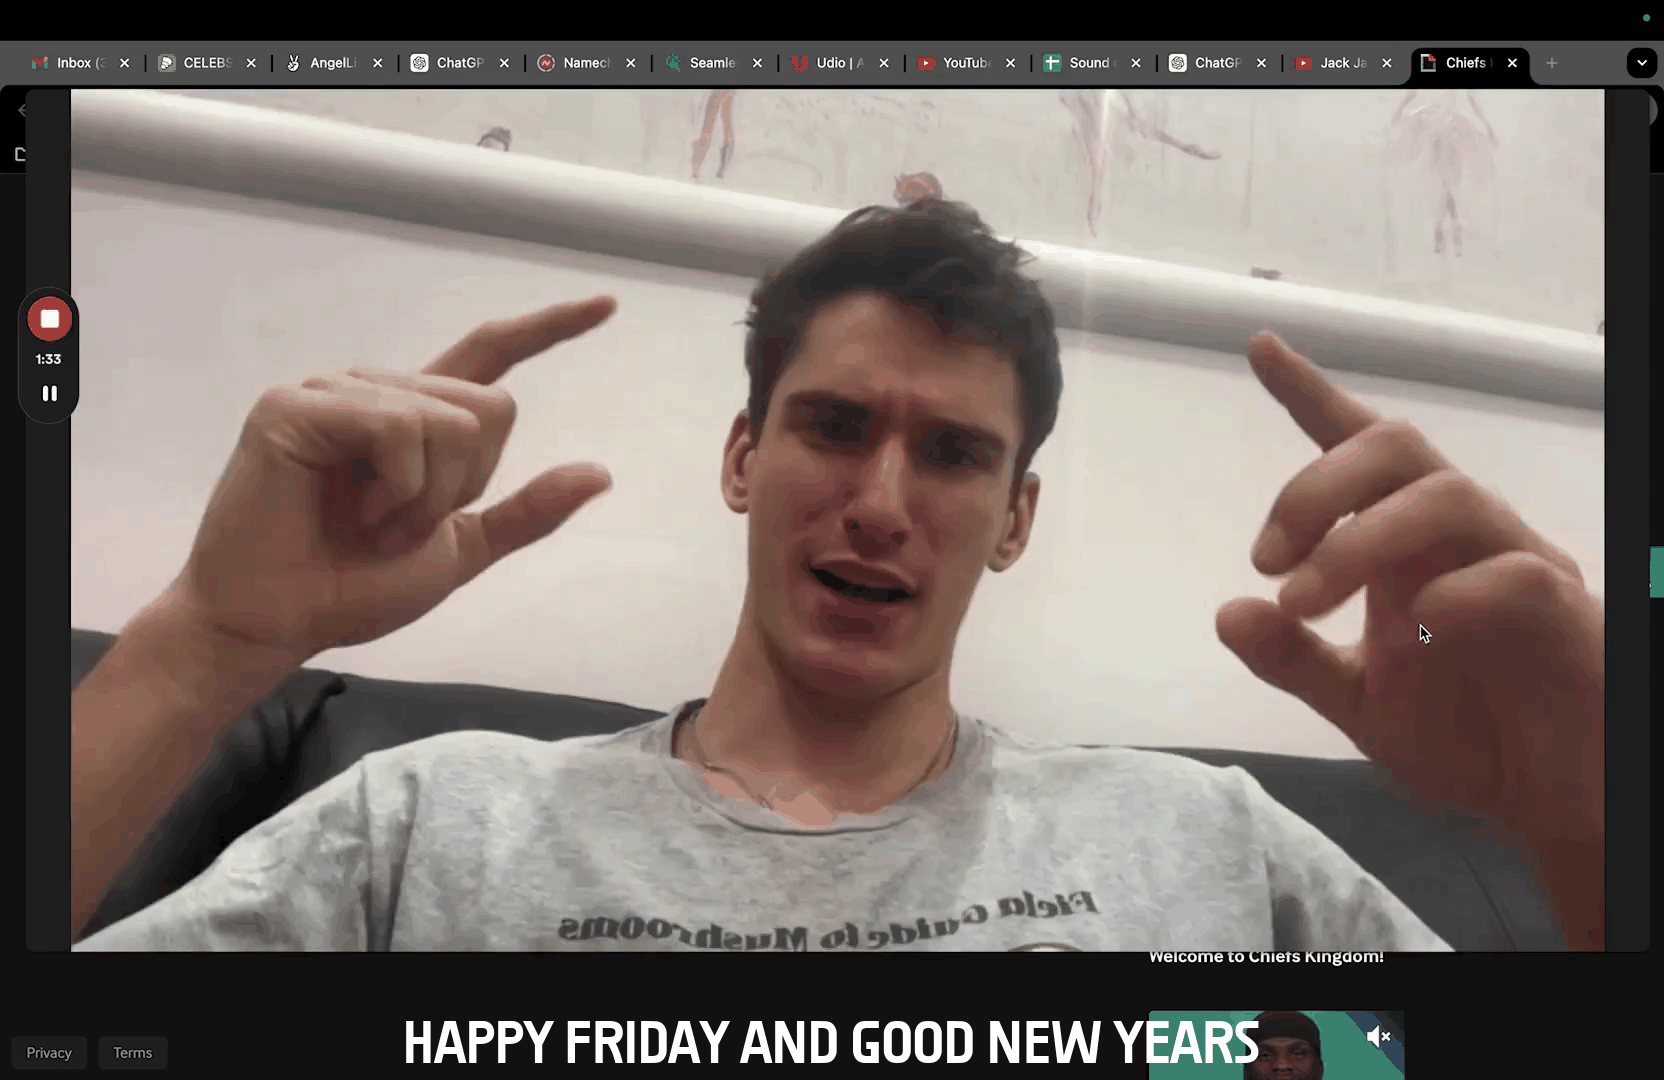 Inbox (3
CELEBS
AngelLi
ChatGP
Namech
Seamle
Udio | A
YouTub
Sound
ChatGP
Jack Ja
Chiefs
1:33
Field Guide to Mushrooms
Welcome to Chiefs Kingdom!
HAPPY FRIDAY AND GOOD NEW YEARS
Privacy
Terms